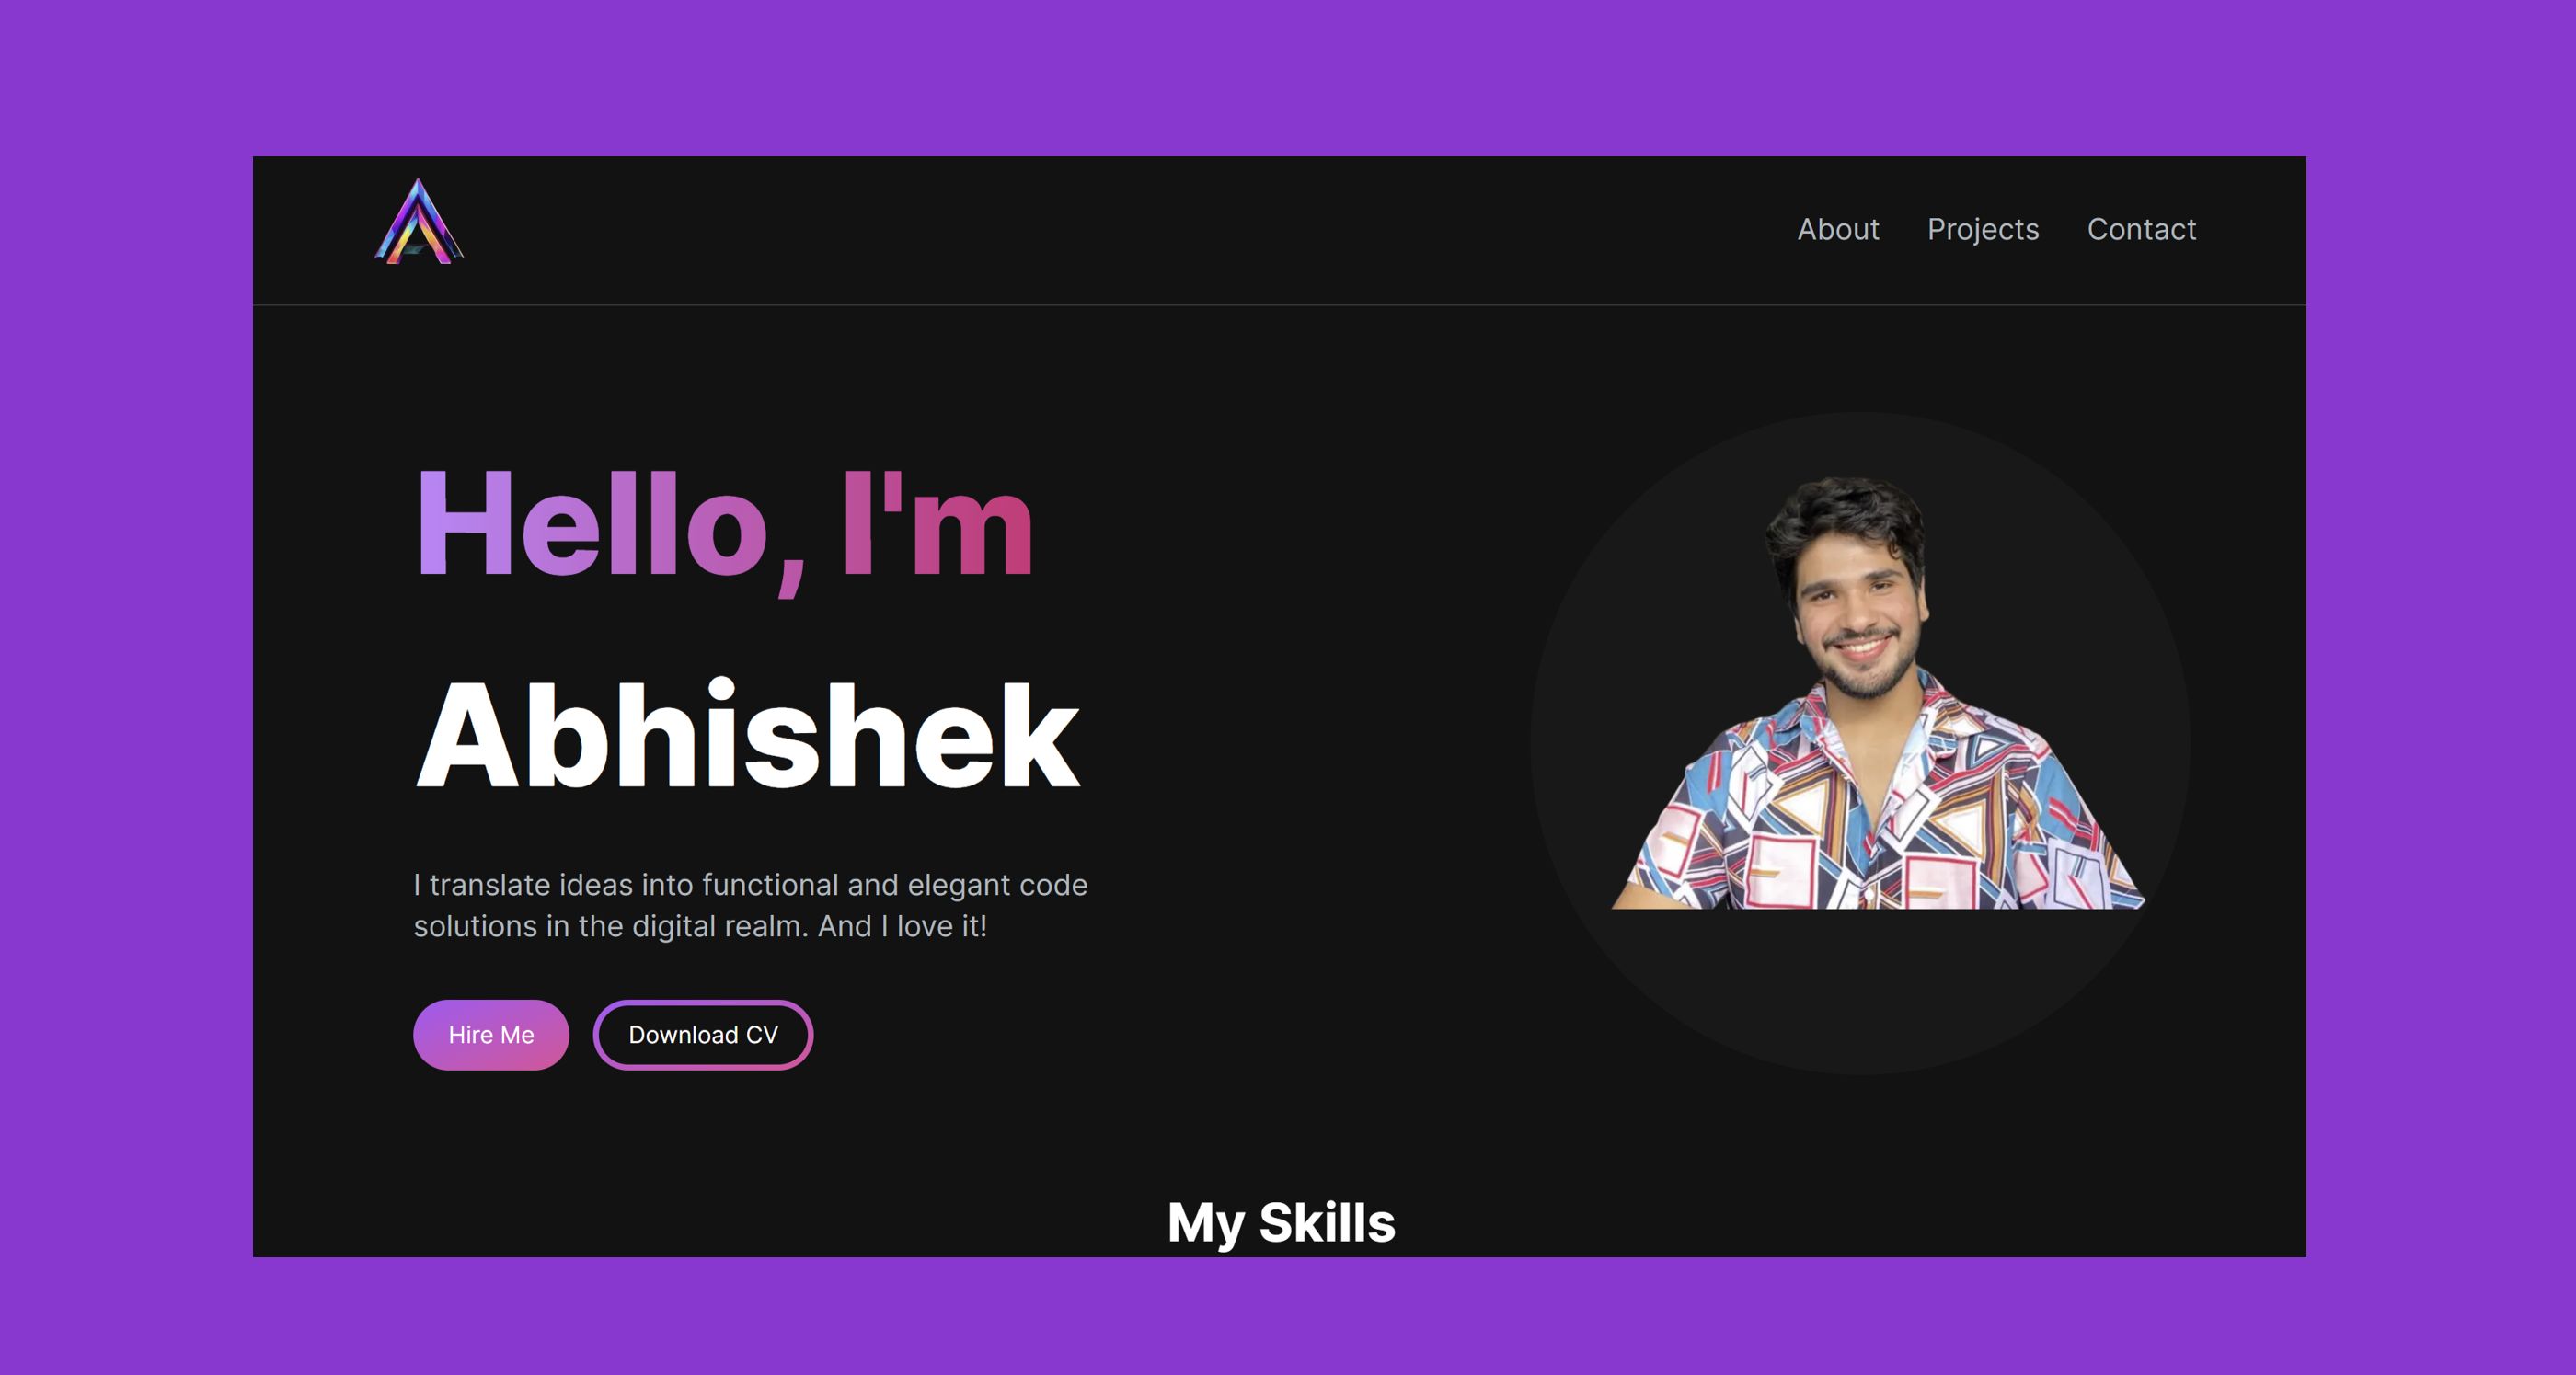 About Projects Contact
Hello, I'm
Abhishek
I translate ideas into functional and elegant code
solutions in the digital realm. And I love it!
Hire Me Download CV
My Skills